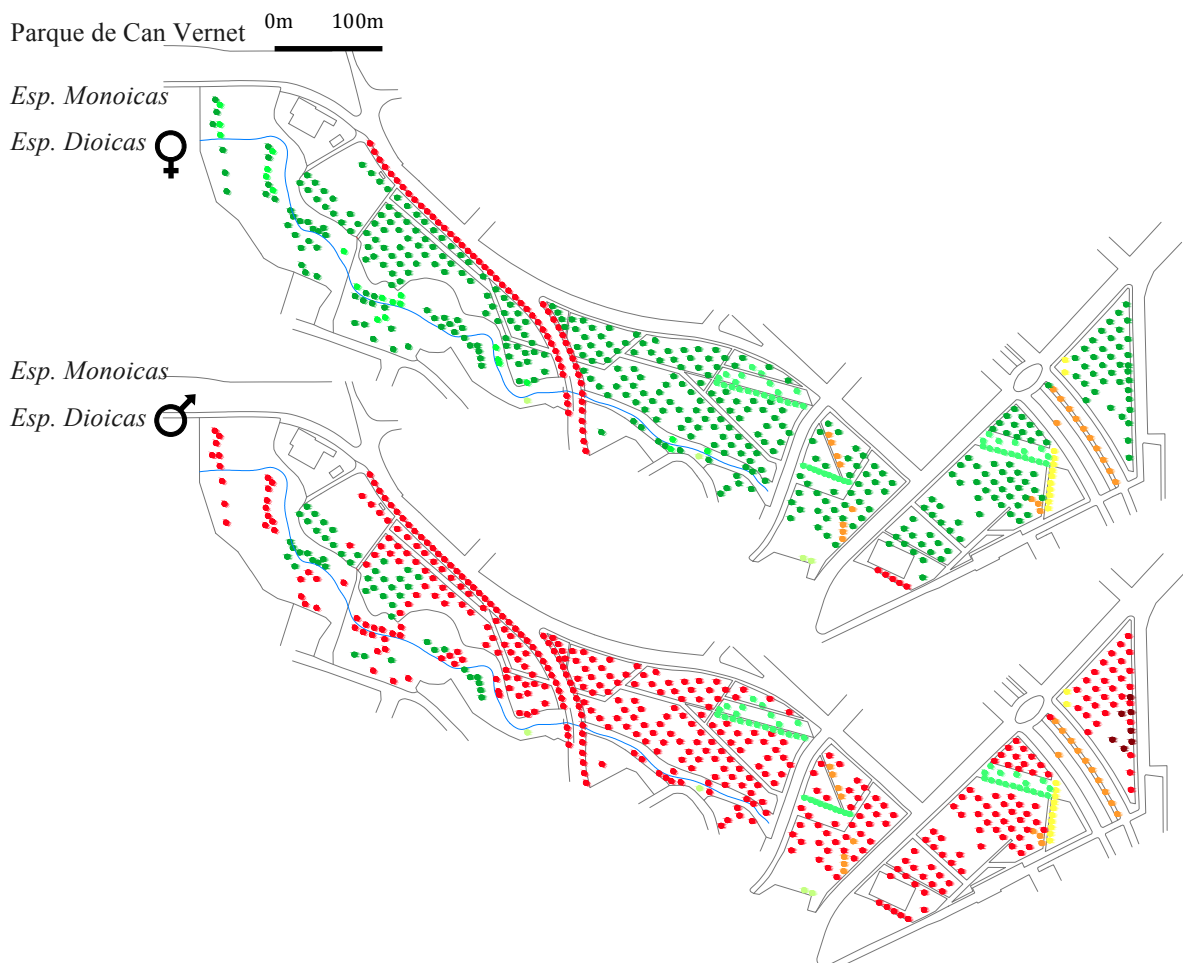 Parque de Can Vernet 0m 100m
Esp. Monoicas
Esp. Dioicas ♀
Esp. Monoicas
Esp. Dioicas ♂